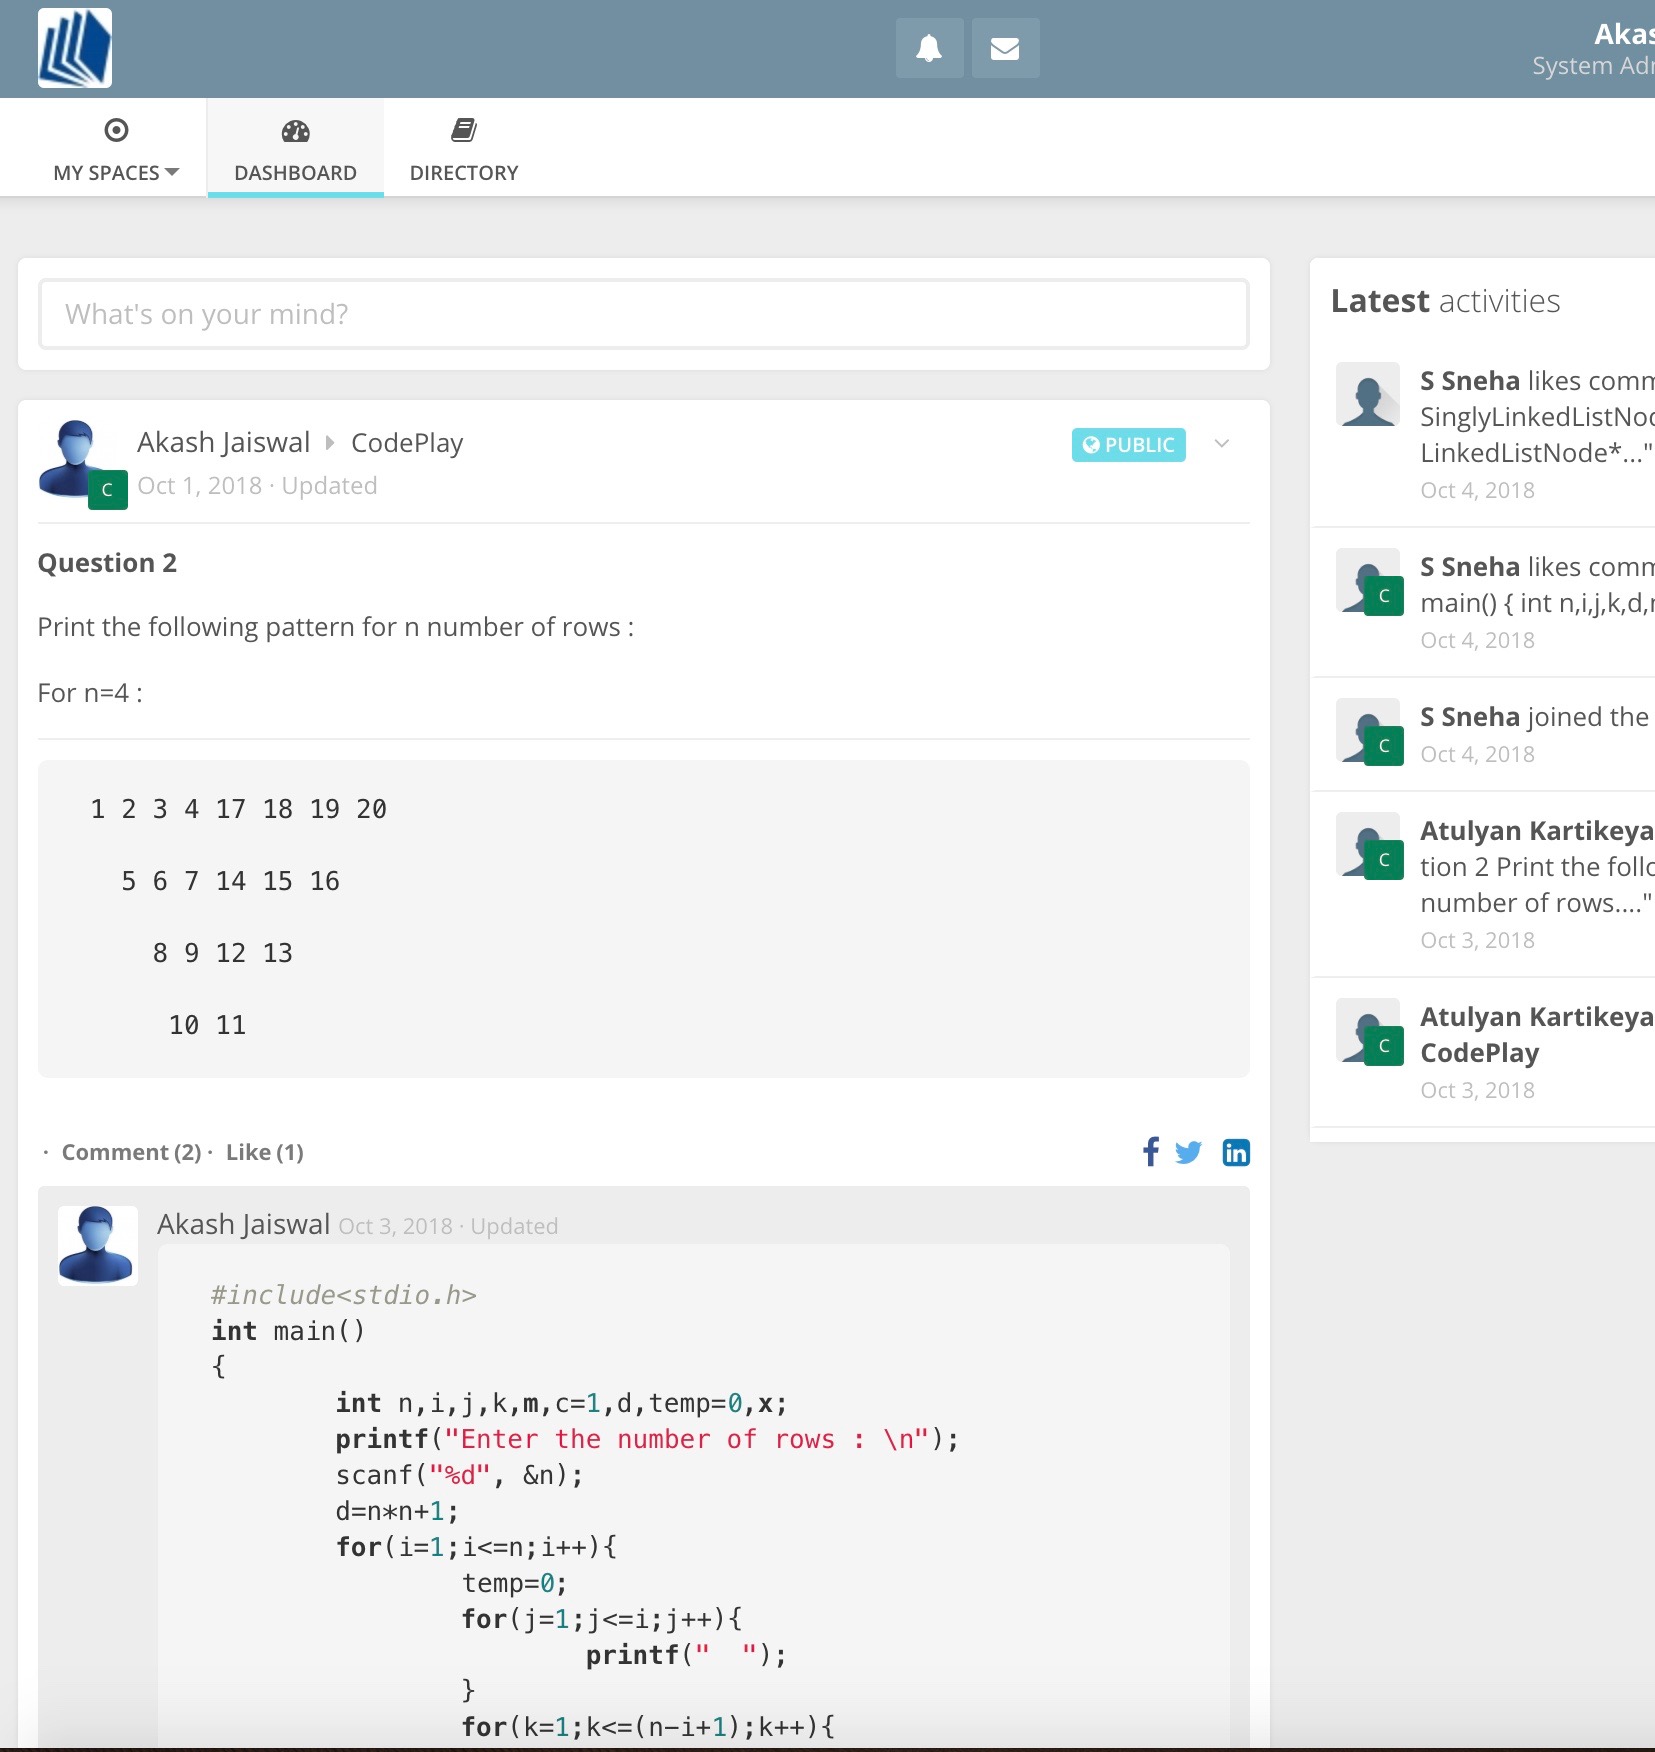 Akas
System Adr
MY SPACES
DASHBOARD
DIRECTORY
What's on your mind?
Akash Jaiswal CodePlay
PUBLIC
C
Oct 1, 2018 · Updated
Question 2
Print the following pattern for n number of rows :
For n=4 :
1 2 3 4 17 18 19 20
5 6 7 14 15 16
8 9 12 13
10 11
· Comment (2) · Like (1)
Akash Jaiswal Oct 3, 2018 · Updated
#include<stdio.h>
int main()
{
int n,i,j,k,m,c=1,d,temp=0,x;
printf("Enter the number of rows : \n");
scanf("%d", &n);
d=n*n+1;
for(i=1;i<=n;i++){
temp=0;
for(j=1;j<=i;j++){
printf("  ");
}
for(k=1;k<=(n-i+1);k++){
Latest activities
S Sneha likes comm
SinglyLinkedListNod
LinkedListNode*..."
Oct 4, 2018
S Sneha likes comm
C
main() { int n,i,j,k,d,
Oct 4, 2018
S Sneha joined the
C
Oct 4, 2018
Atulyan Kartikeya
C
tion 2 Print the follo
number of rows...."
Oct 3, 2018
Atulyan Kartikeya
C
CodePlay
Oct 3, 2018